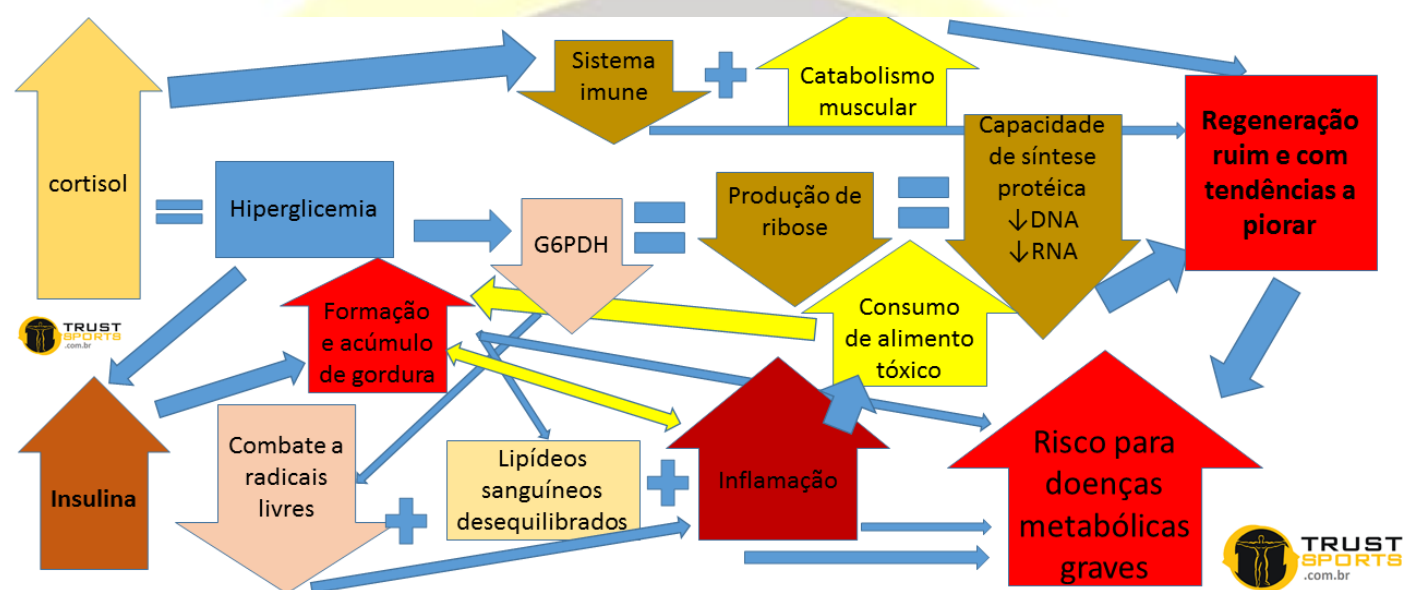 cortisol
Sistema
imune
Catabolismo
muscular
Regeneração
ruim e com
tendências a
piorar
Hiperglicemia
G6PDH
Produção de
ribose
Capacidade
de síntese
protéica
↓DNA
↓RNA
TRUST
SPORTS
.com.br
Formação
e acúmulo
de gordura
Consumo
de alimento
tóxico
Insulina
Combate a
radicais
livres
Lipídeos
sanguíneos
desequilibrados
Inflamação
Risco para
doenças
metabólicas
graves
TRUST
SPORTS
.com.br